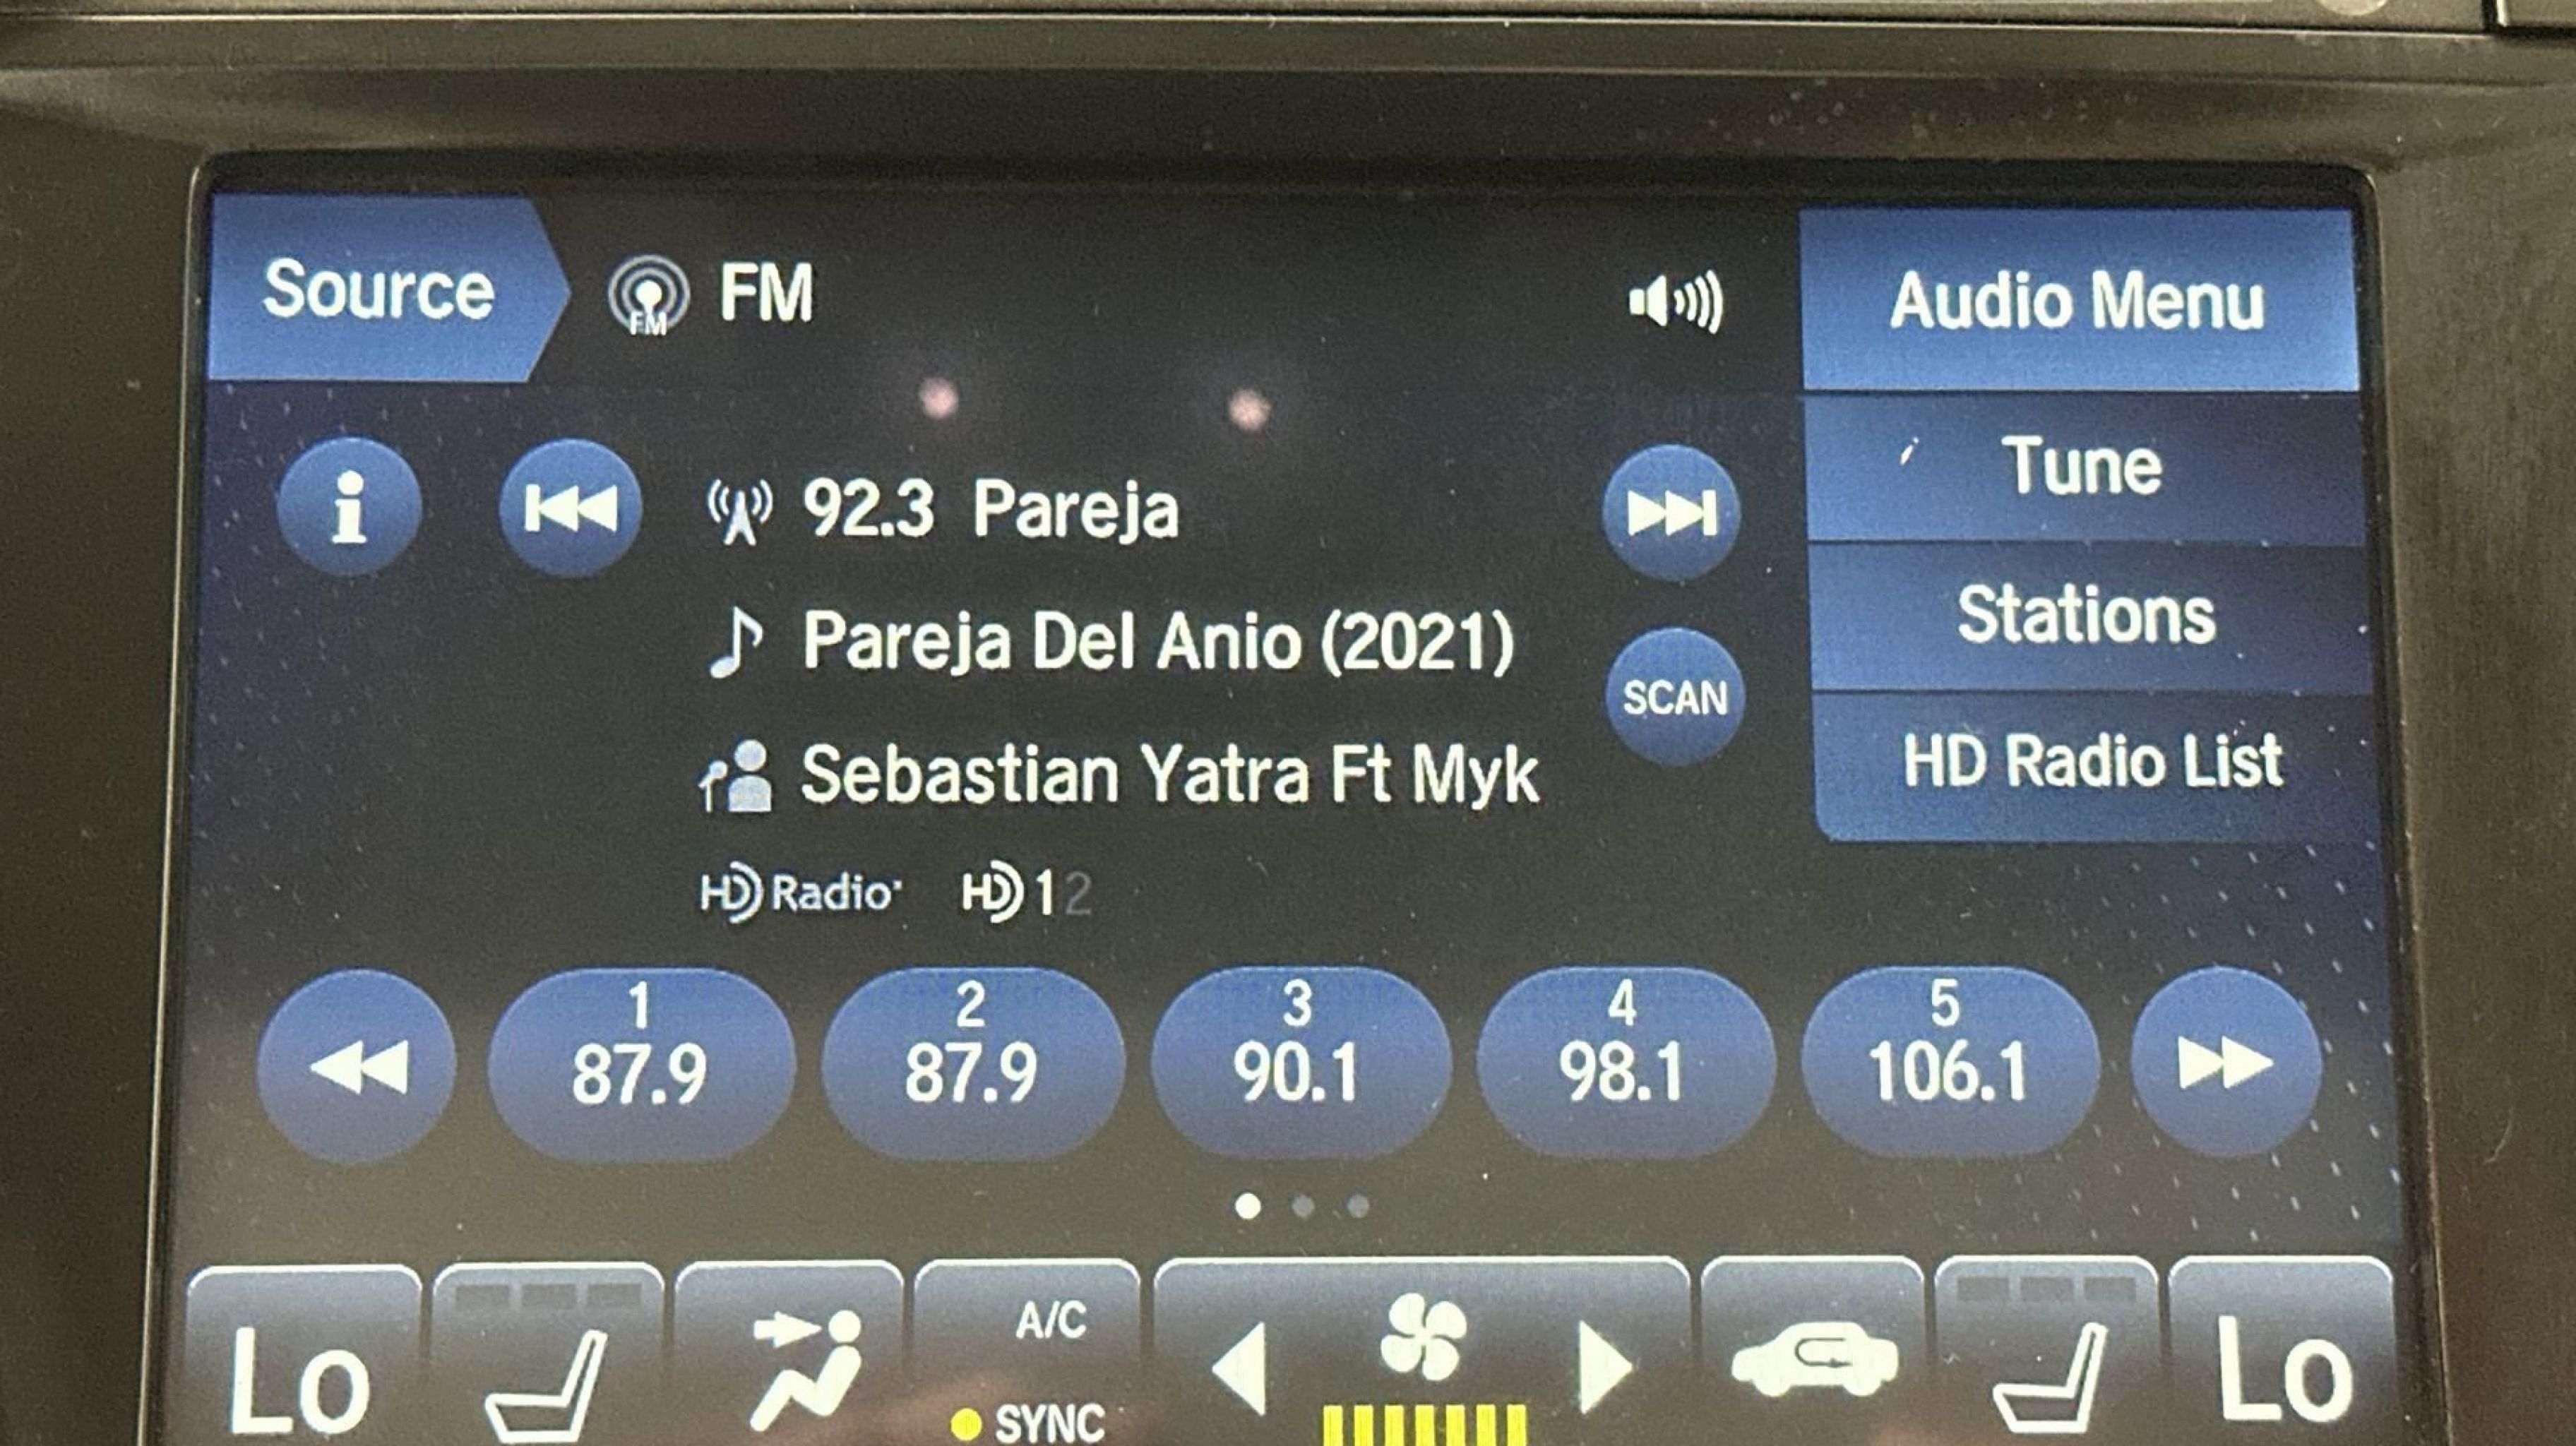 Source
FM
FM
Audio Menu
92.3 Pareja
Tune
Pareja Del Anio (2021)
Stations
SCAN
Sebastian Yatra Ft Myk
HD Radio List
HD Radio
HD 1 2
1
87.9
2
87.9
3
90.1
4
98.1
5
106.1
Lo
A/C
SYNC
Lo